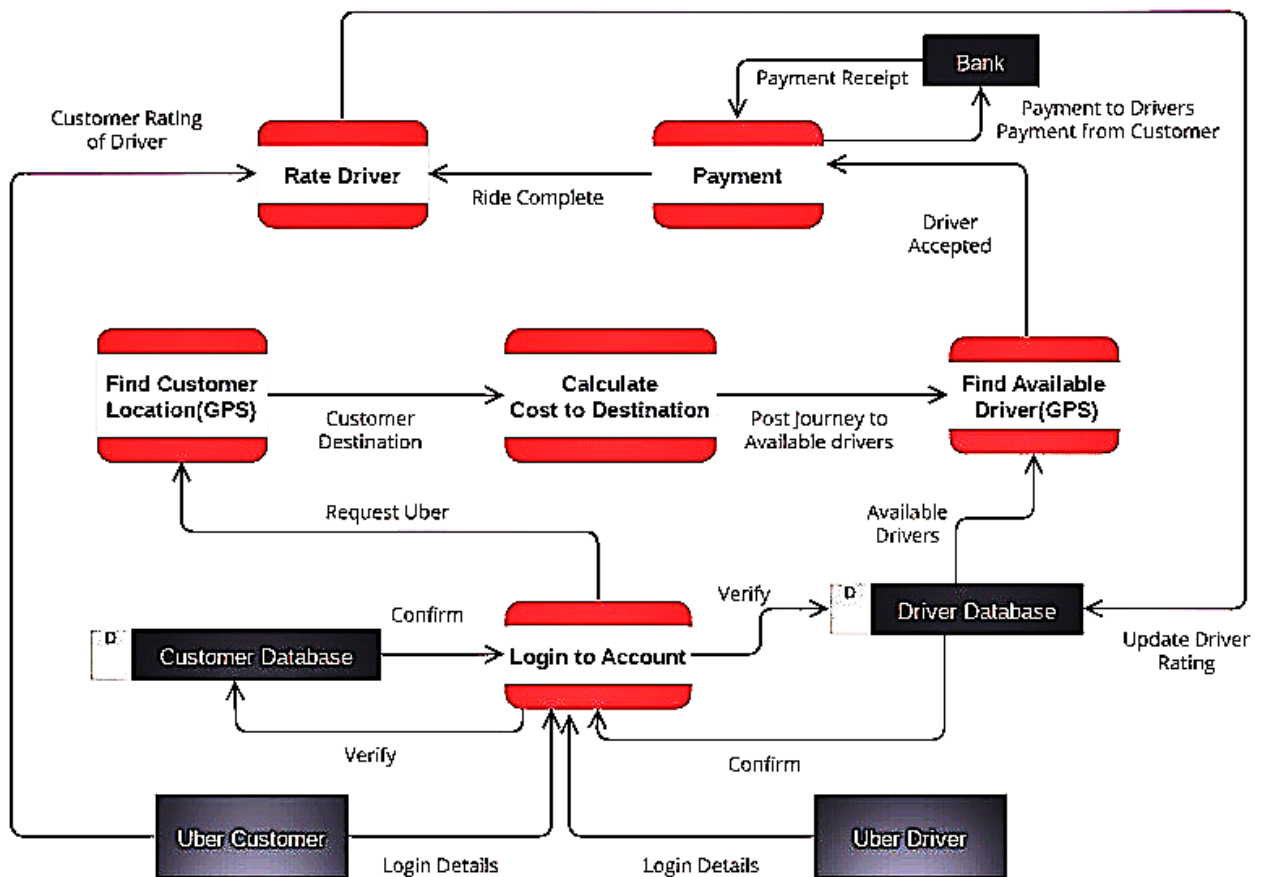 Bank
Payment Receipt
Payment to Drivers
Payment from Customer
Customer Rating
of Driver
Rate Driver
Ride Complete
Payment
Driver
Accepted
Find Customer
Location(GPS)
Customer
Destination
Calculate
Cost to Destination
Post Journey to
Available drivers
Find Available
Driver(GPS)
Request Uber
Available
Drivers
D
Customer Database
Confirm
Login to Account
Verify
D
Driver Database
Update Driver
Rating
Verify
Confirm
Uber Customer
Login Details
Login Details
Uber Driver